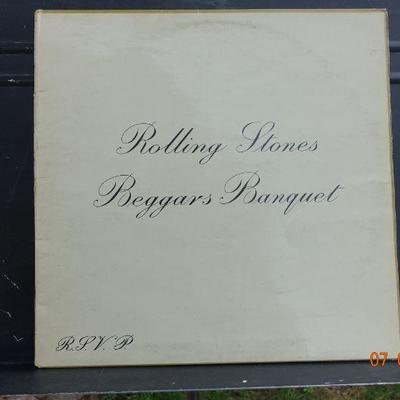 Rolling Stones
Beggars Banquet
R.S.V.P